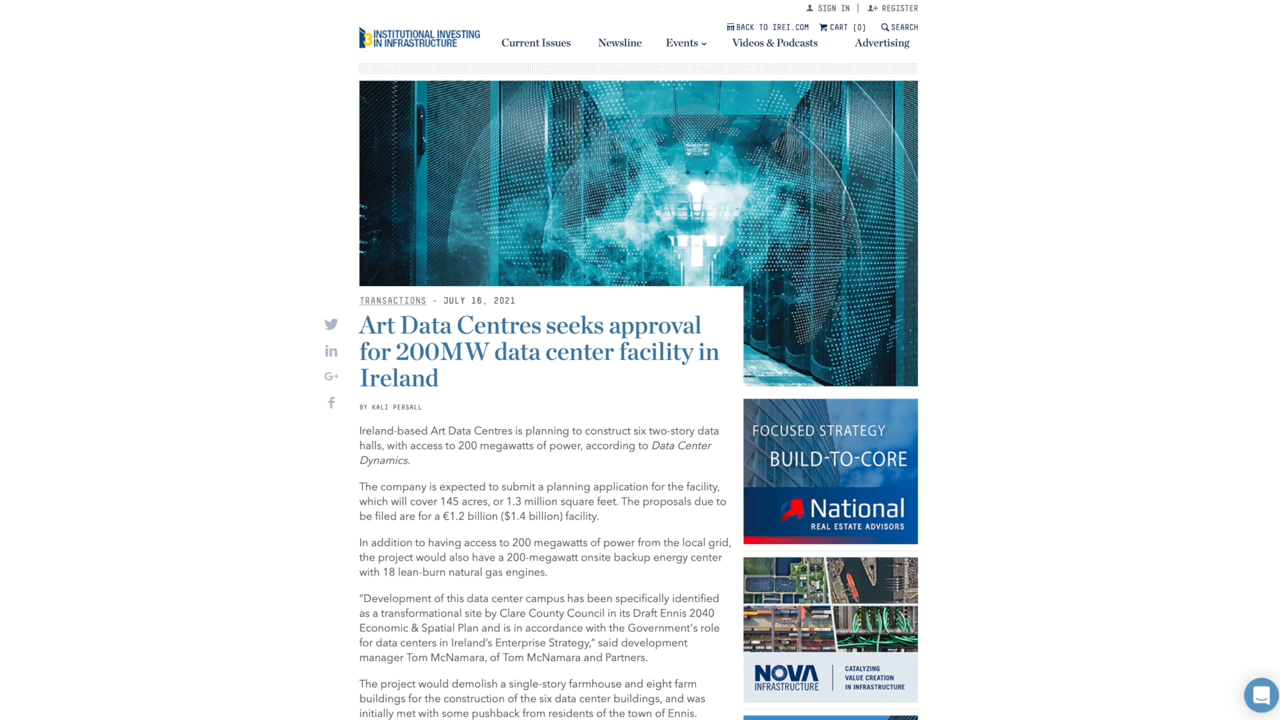 SIGN IN | REGISTER
BACK TO IREI.COM CART (0) SEARCH
INSTITUTIONAL INVESTING
IN INFRASTRUCTURE
Current Issues Newsline Events Videos & Podcasts Advertising
TRANSACTIONS - JULY 16, 2021
Art Data Centres seeks approval
for 200MW data center facility in
Ireland
BY KALI PERSALL
Ireland-based Art Data Centres is planning to construct six two-story data
halls, with access to 200 megawatts of power, according to Data Center
Dynamics.
The company is expected to submit a planning application for the facility,
which will cover 145 acres, or 1.3 million square feet. The proposals due to
be filed are for a €1.2 billion ($1.4 billion) facility.
In addition to having access to 200 megawatts of power from the local grid,
the project would also have a 200-megawatt onsite backup energy center
with 18 lean-burn natural gas engines.
“Development of this data center campus has been specifically identified
as a transformational site by Clare County Council in its Draft Ennis 2040
Economic & Spatial Plan and is in accordance with the Government's role
for data centers in Ireland’s Enterprise Strategy,” said development
manager Tom McNamara, of Tom McNamara and Partners.
The project would demolish a single-story farmhouse and eight farm
buildings for the construction of the six data center buildings, and was
initially met with some pushback from residents of the town of Ennis.
FOCUSED STRATEGY
BUILD-TO-CORE
National
REAL ESTATE ADVISORS
NOVA
INFRASTRUCTURE
CATALYZING
VALUE CREATION
IN INFRASTRUCTURE